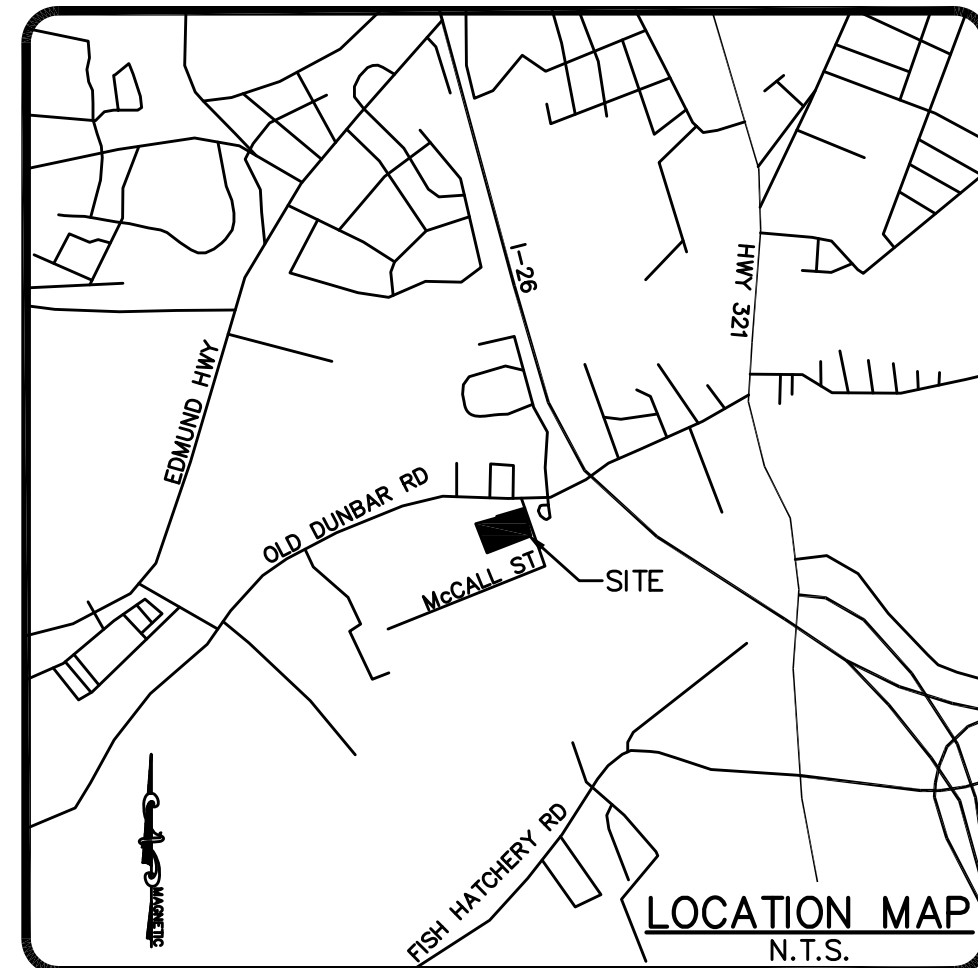 I-26
HWY 321
EDMUND HWY
OLD DUNBAR RD
McCALL ST
SITE
FISH HATCHERY RD
MAGNETIC
LOCATION MAP
N.T.S.